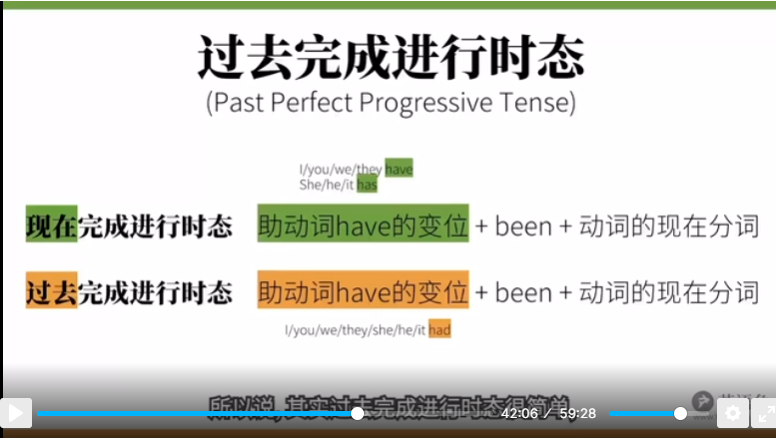 过去完成进行时态
(Past Perfect Progressive Tense)
I/you/we/they have
She/he/it has
现在完成进行时态 助动词have的变位 + been + 动词的现在分词
过去完成进行时态 助动词have的变位 + been + 动词的现在分词
I/you/we/they/she/he/it had
所以说, 其实过去完成进行时态很简单,
42:06 / 59:28